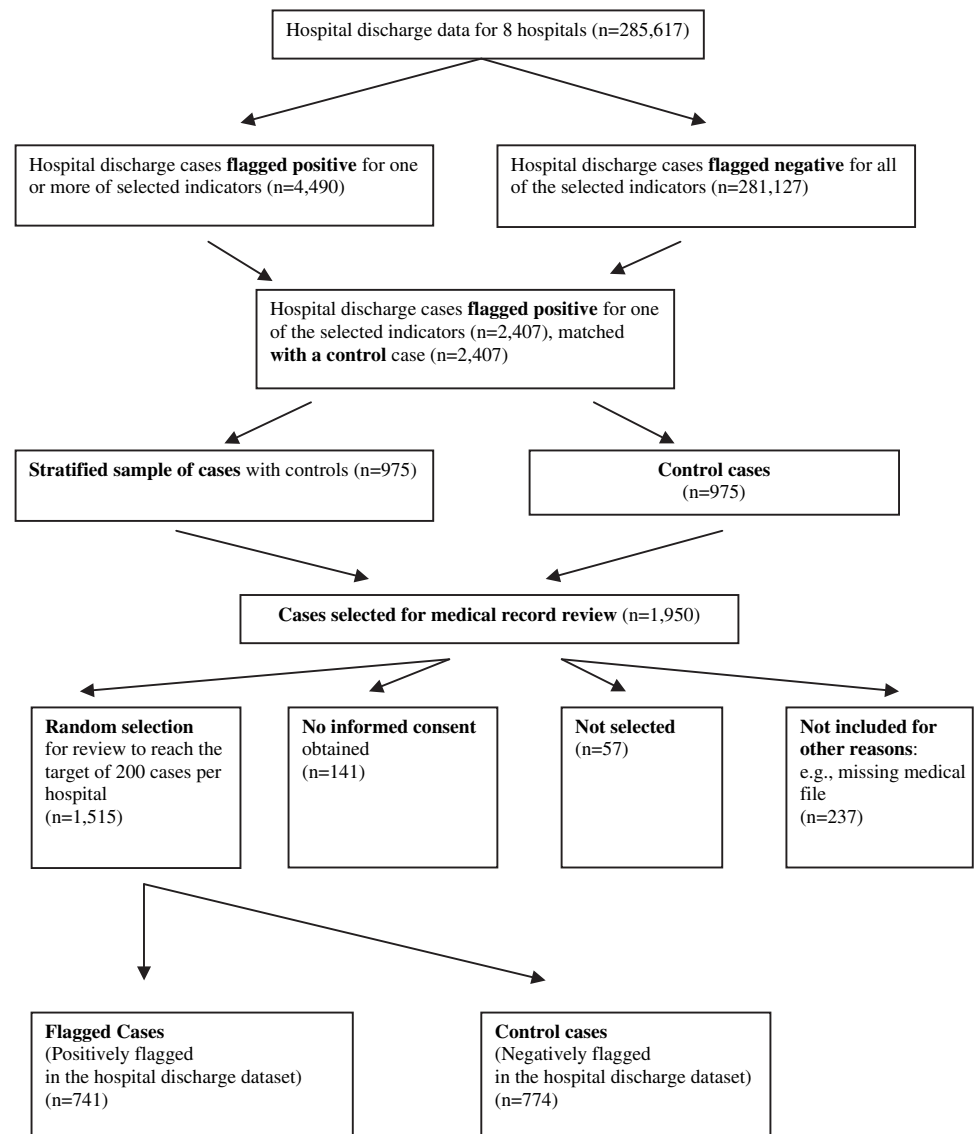 Hospital discharge data for 8 hospitals (n=285,617)
Hospital discharge cases flagged positive for one
or more of selected indicators (n=4,490)
Hospital discharge cases flagged negative for all
of the selected indicators (n=281,127)
Hospital discharge cases flagged positive for one
of the selected indicators (n=2,407), matched
with a control case (n=2,407)
Stratified sample of cases with controls (n=975)
Control cases
(n=975)
Cases selected for medical record review (n=1,950)
Random selection
for review to reach the
target of 200 cases per
hospital
(n=1,515)
No informed consent
obtained
(n=141)
Not selected
(n=57)
Not included for
other reasons:
e.g., missing medical
file
(n=237)
Flagged Cases
(Positively flagged
in the hospital discharge dataset)
(n=741)
Control cases
(Negatively flagged
in the hospital discharge dataset)
(n=774)